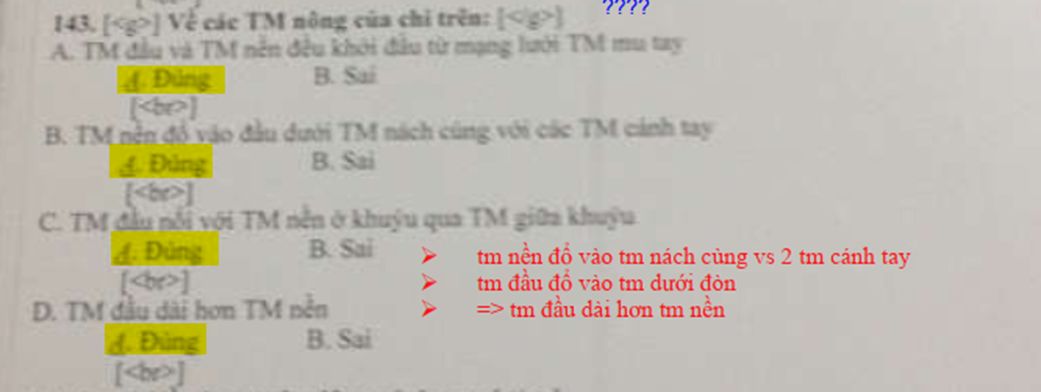 ????
143. [<g>] Về các TM nông của chi trên: [</g>]
A. TM đầu và TM nền đều khởi đầu từ mạng lưới TM mu tay
A. Đúng B. Sai
[<br>]
B. TM nền đổ vào đầu dưới TM nách cùng với các TM cánh tay
A. Đúng B. Sai
[<br>]
C. TM đầu nối với TM nền ở khuỷu qua TM giữa khuỷu
A. Đúng B. Sai
[<br>]
D. TM đầu dài hơn TM nền
A. Đúng B. Sai
[<br>]
➢ tm nền đổ vào tm nách cùng vs 2 tm cánh tay
➢ tm đầu đổ vào tm dưới đòn
➢ => tm đầu dài hơn tm nền